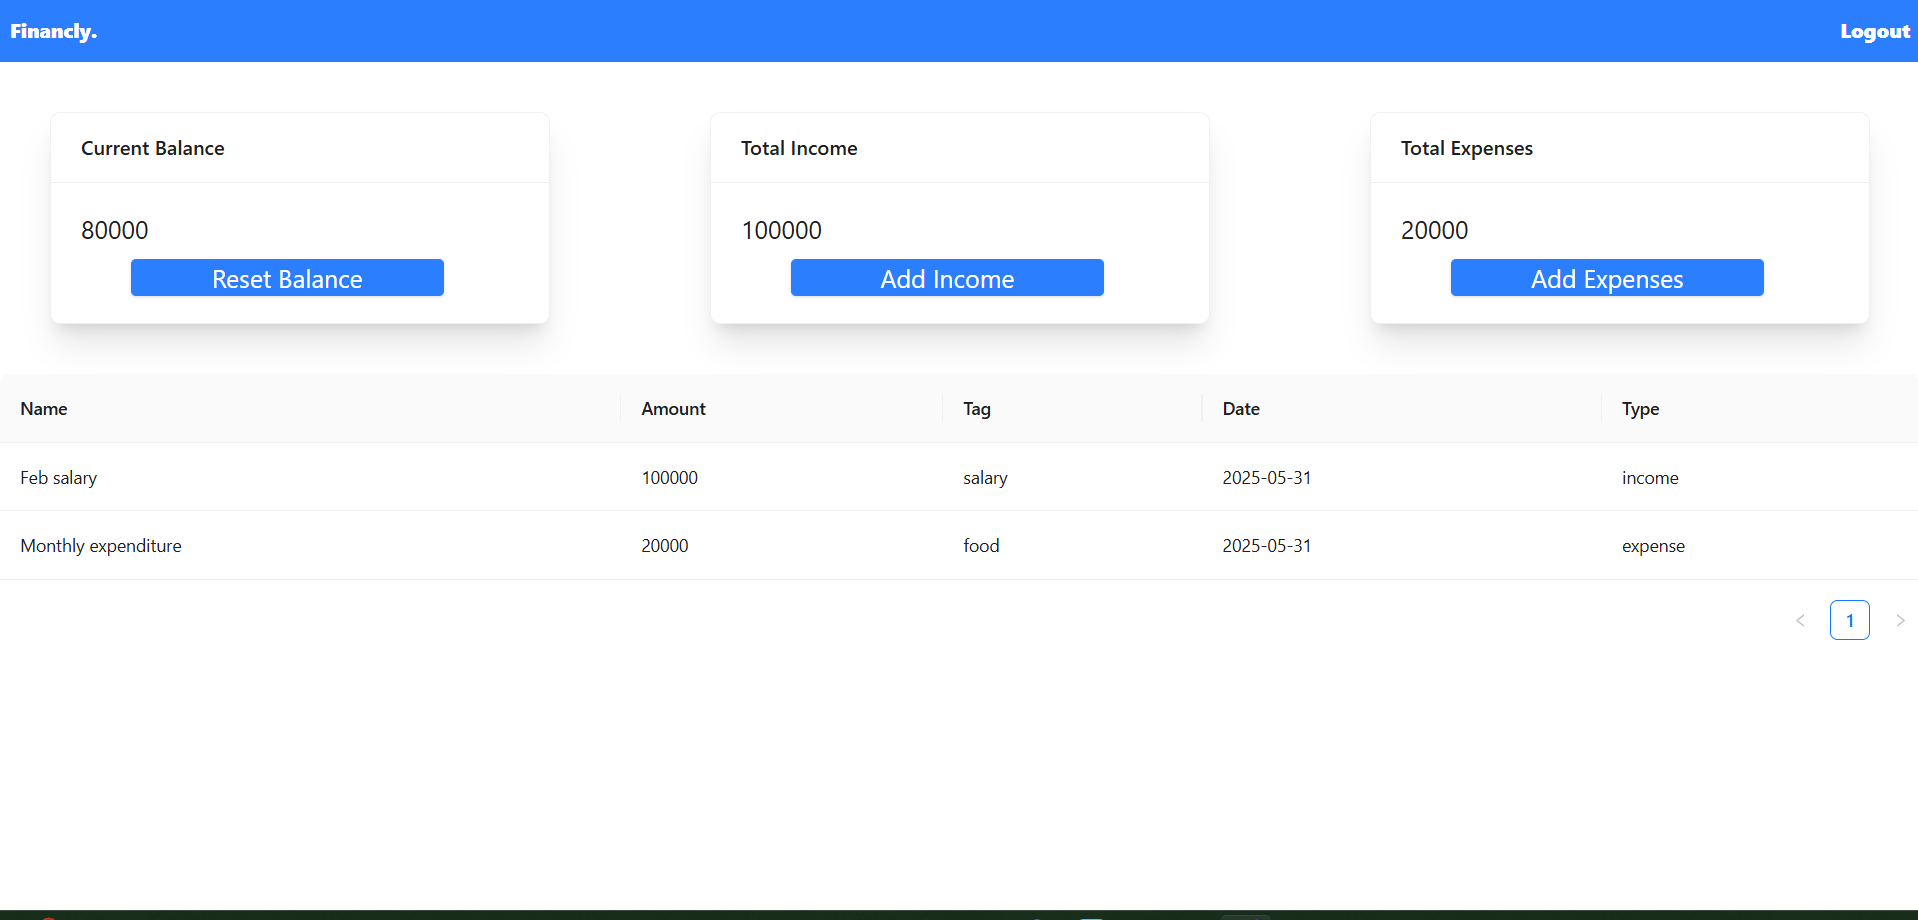 Financly.
Logout
Current Balance
80000
Reset Balance
Total Income
100000
Add Income
Total Expenses
20000
Add Expenses
Name Amount Tag Date Type
Feb salary 100000 salary 2025-05-31 income
Monthly expenditure 20000 food 2025-05-31 expense
< 1 >